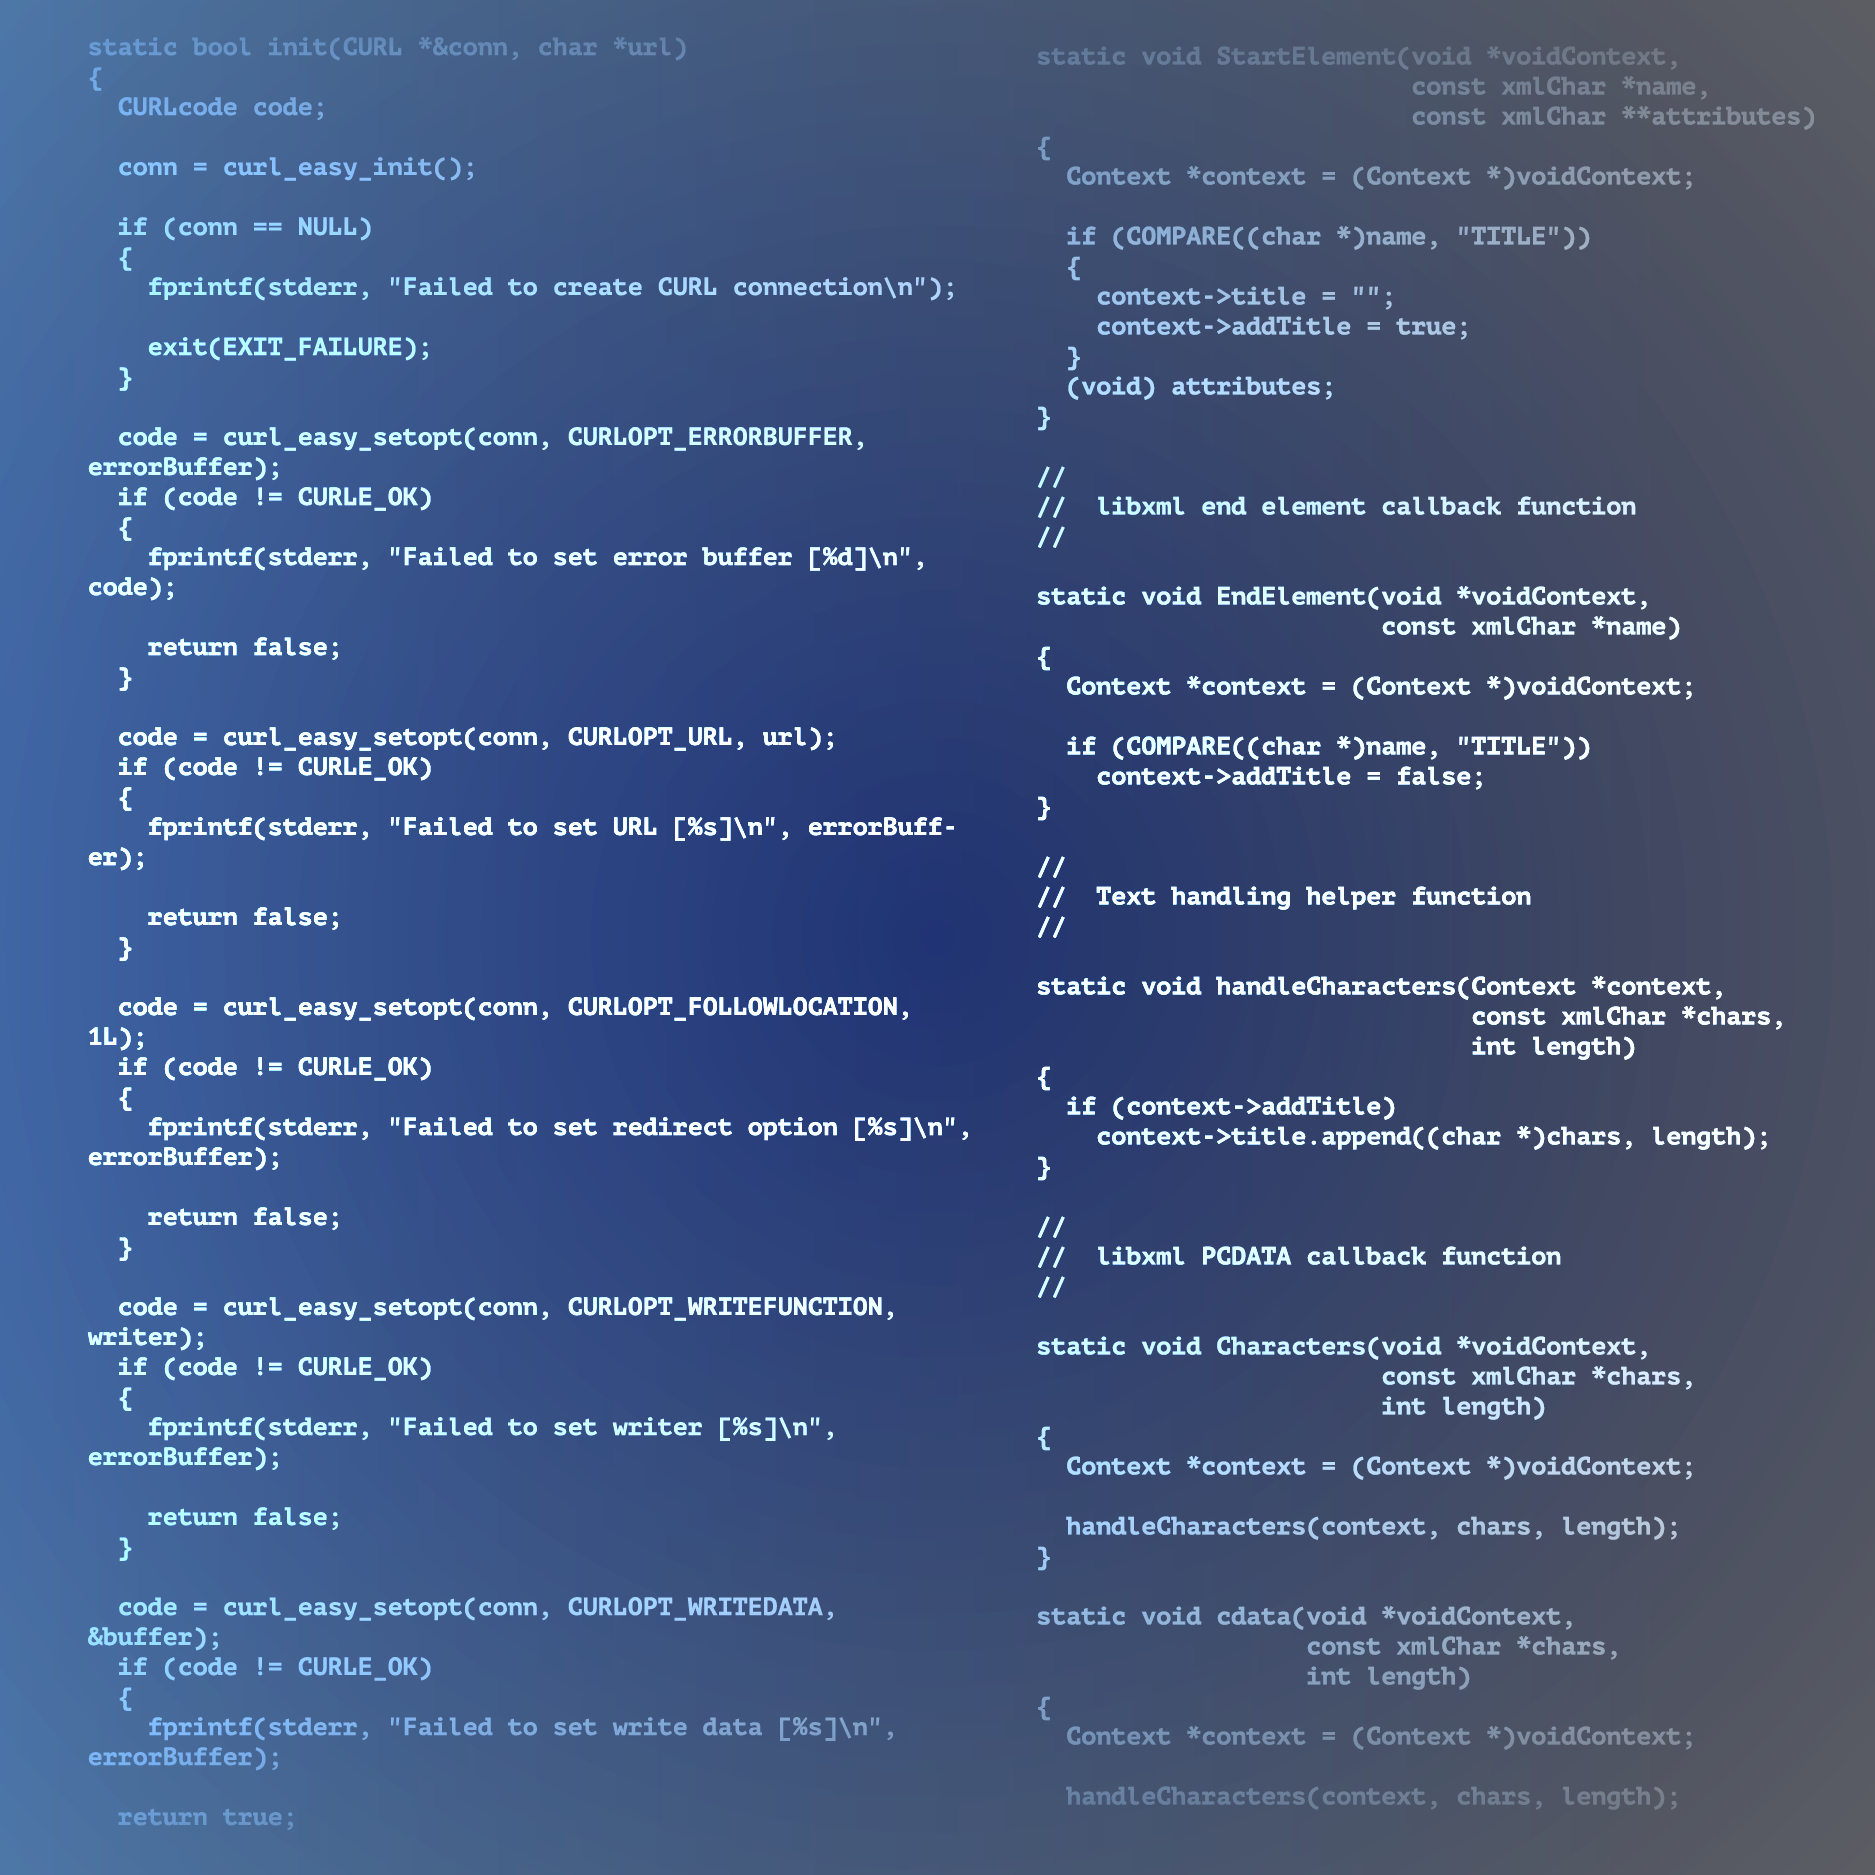 static bool init(CURL *&conn, char *url)
{
  CURLcode code;

  conn = curl_easy_init();

  if (conn == NULL)
  {
    fprintf(stderr, "Failed to create CURL connection\n");

    exit(EXIT_FAILURE);
  }

  code = curl_easy_setopt(conn, CURLOPT_ERRORBUFFER,
errorBuffer);
  if (code != CURLE_OK)
  {
    fprintf(stderr, "Failed to set error buffer [%d]\n",
code);

    return false;
  }

  code = curl_easy_setopt(conn, CURLOPT_URL, url);
  if (code != CURLE_OK)
  {
    fprintf(stderr, "Failed to set URL [%s]\n", errorBuff-
er);

    return false;
  }

  code = curl_easy_setopt(conn, CURLOPT_FOLLOWLOCATION,
1L);
  if (code != CURLE_OK)
  {
    fprintf(stderr, "Failed to set redirect option [%s]\n",
errorBuffer);

    return false;
  }

  code = curl_easy_setopt(conn, CURLOPT_WRITEFUNCTION,
writer);
  if (code != CURLE_OK)
  {
    fprintf(stderr, "Failed to set writer [%s]\n",
errorBuffer);

    return false;
  }

  code = curl_easy_setopt(conn, CURLOPT_WRITEDATA,
&buffer);
  if (code != CURLE_OK)
  {
    fprintf(stderr, "Failed to set write data [%s]\n",
errorBuffer);

  return true;

static void StartElement(void *voidContext,
                         const xmlChar *name,
                         const xmlChar **attributes)
{
  Context *context = (Context *)voidContext;

  if (COMPARE((char *)name, "TITLE"))
  {
    context->title = "";
    context->addTitle = true;
  }
  (void) attributes;
}

//
//  libxml end element callback function
//

static void EndElement(void *voidContext,
                       const xmlChar *name)
{
  Context *context = (Context *)voidContext;

  if (COMPARE((char *)name, "TITLE"))
    context->addTitle = false;
}

//
//  Text handling helper function
//

static void handleCharacters(Context *context,
                             const xmlChar *chars,
                             int length)
{
  if (context->addTitle)
    context->title.append((char *)chars, length);
}

//
//  libxml PCDATA callback function
//

static void Characters(void *voidContext,
                       const xmlChar *chars,
                       int length)
{
  Context *context = (Context *)voidContext;

  handleCharacters(context, chars, length);
}

static void cdata(void *voidContext,
                  const xmlChar *chars,
                  int length)
{
  Context *context = (Context *)voidContext;

  handleCharacters(context, chars, length);